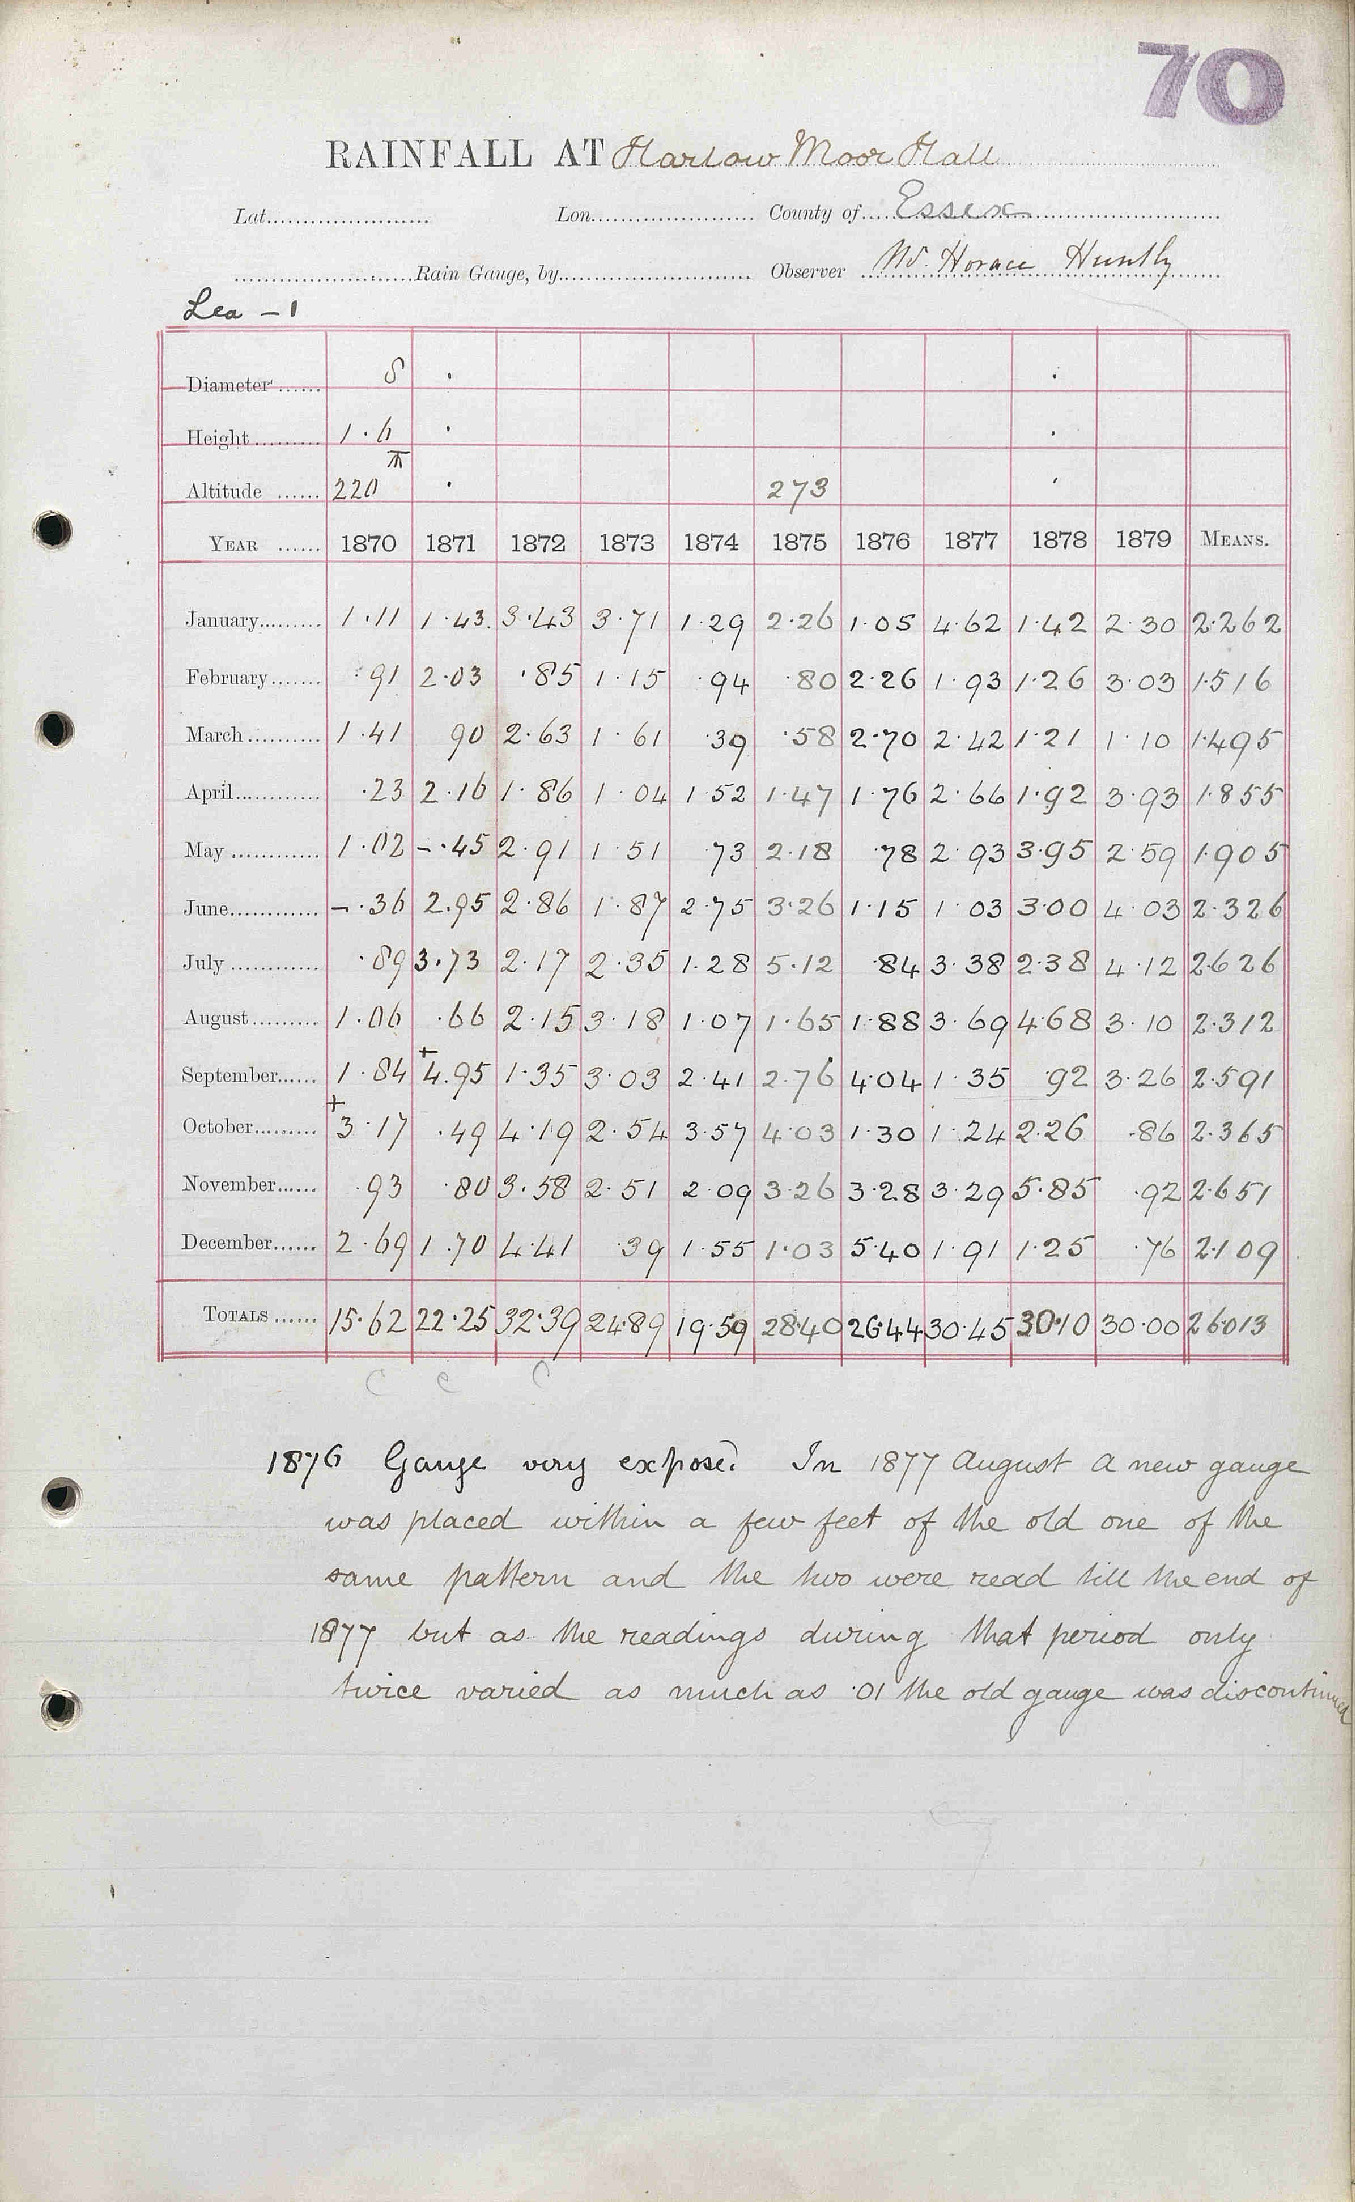 70
RAINFALL AT Harlow Moor Hall
Lat. Lon. County of Essex
Rain Gauge, by Observer Mr. Horace Huntly
Lea - 1
Diameter 8
Height 1.6
Altitude 220 273
YEAR 1870 1871 1872 1873 1874 1875 1876 1877 1878 1879 MEANS.
January 1.11 1.43 3.43 3.71 1.29 2.26 1.05 4.62 1.42 2.30 2.262
February .91 2.03 .85 1.15 .94 .80 2.26 1.93 1.26 3.03 1.516
March 1.41 90 2.63 1.61 .39 .58 2.70 2.42 1.21 1.10 1.495
April .23 2.16 1.86 1.04 1.52 1.47 1.76 2.66 1.92 3.93 1.855
May 1.02 -.45 2.91 1.51 .73 2.18 .78 2.93 3.95 2.59 1.905
June -.36 2.95 2.86 1.87 2.75 3.26 1.15 1.03 3.00 4.03 2.326
July .89 3.73 2.17 2.35 1.28 5.12 .84 3.38 2.38 4.12 2.626
August 1.06 .66 2.15 3.18 1.07 1.65 1.88 3.69 4.68 3.10 2.312
September 1.84 +4.95 1.35 3.03 2.41 2.76 4.04 1.35 .92 3.26 2.591
October +3.17 .49 4.19 2.54 3.57 4.03 1.30 1.24 2.26 .86 2.365
November .93 .80 3.58 2.51 2.09 3.26 3.28 3.29 5.85 .92 2.651
December 2.69 1.70 4.41 .39 1.55 1.03 5.40 1.91 1.25 .76 2.109
TOTALS 15.62 22.25 32.39 24.89 19.59 28.40 26.44 30.45 30.10 30.00 26.013
c c c
1876 Gauge very exposed. In 1877 August a new gauge
was placed within a few feet of the old one of the
same pattern and the two were read till the end of
1877 but as the readings during that period only
twice varied as much as .01 the old gauge was discontinued